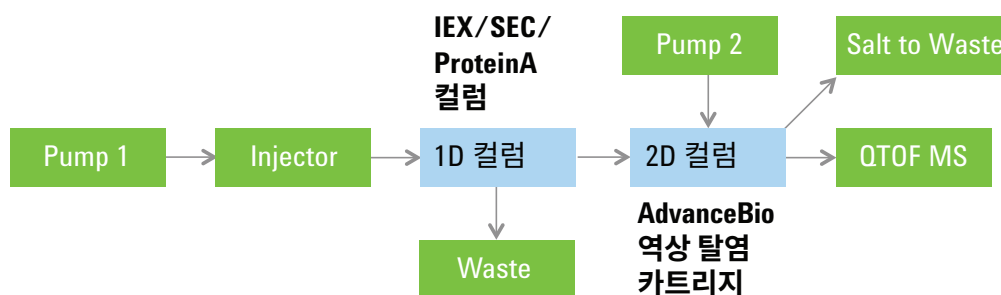 IEX/SEC/
ProteinA
컬럼
Pump 2
Salt to Waste
Pump 1
Injector
1D 컬럼
2D 컬럼
QTOF MS
Waste
AdvanceBio
역상 탈염
카트리지